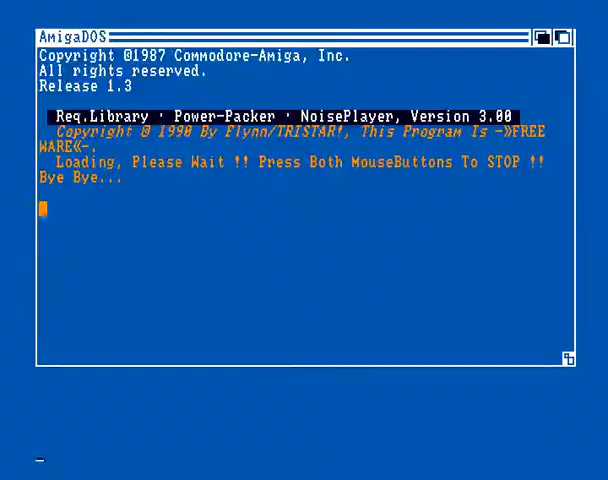 AmigaDOS
Copyright ©1987 Commodore-Amiga, Inc.
All rights reserved.
Release 1.3
Req.Library · Power-Packer · NoisePlayer, Version 3.00
Copyright © 1990 By Flynn/TRISTAR!, This Program Is -»FREE
WARE«-.
Loading, Please Wait !! Press Both MouseButtons To STOP !!
Bye Bye...